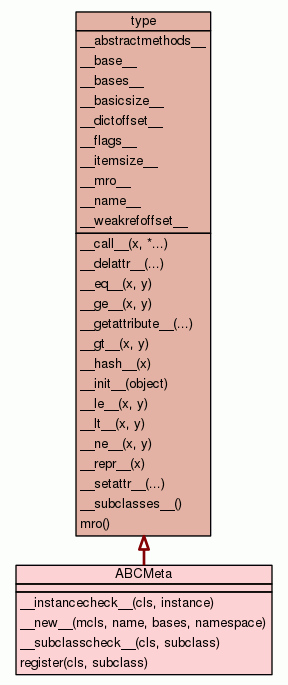 type
__abstractmethods__
__base__
__bases__
__basicsize__
__dictoffset__
__flags__
__itemsize__
__mro__
__name__
__weakrefoffset__
__call__(x, *...)
__delattr__(...)
__eq__(x, y)
__ge__(x, y)
__getattribute__(...)
__gt__(x, y)
__hash__(x)
__init__(object)
__le__(x, y)
__lt__(x, y)
__ne__(x, y)
__repr__(x)
__setattr__(...)
__subclasses__()
mro()
ABCMeta
__instancecheck__(cls, instance)
__new__(mcls, name, bases, namespace)
__subclasscheck__(cls, subclass)
register(cls, subclass)